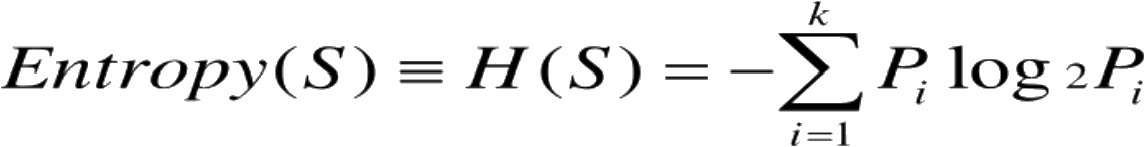 Entropy(S) ≡ H(S) = −∑_{i=1}^{k} P_i log_2 P_i